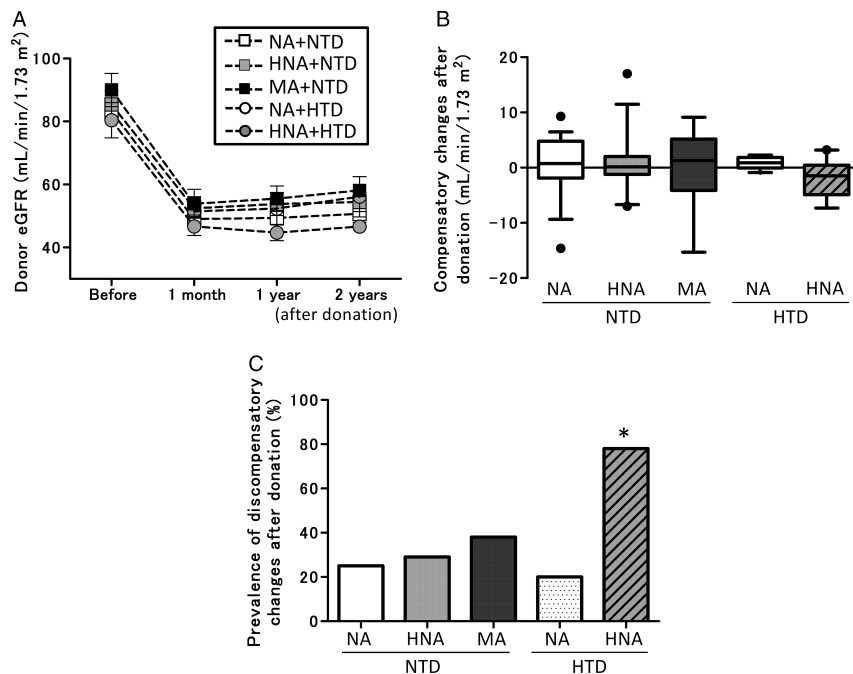 A
Donor eGFR (mL/min/1.73 m²)
100
80
60
40
NA+NTD
HNA+NTD
MA+NTD
NA+HTD
HNA+HTD
Before 1 month 1 year 2 years
(after donation)
B
Compensatory changes after
donation (mL/min/1.73 m²)
20
10
0
-10
-20
NA HNA MA NA HNA
NTD HTD
C
Prevalence of discompensatory
changes after donation (%)
100
80
60
40
20
0
*
NA HNA MA NA HNA
NTD HTD